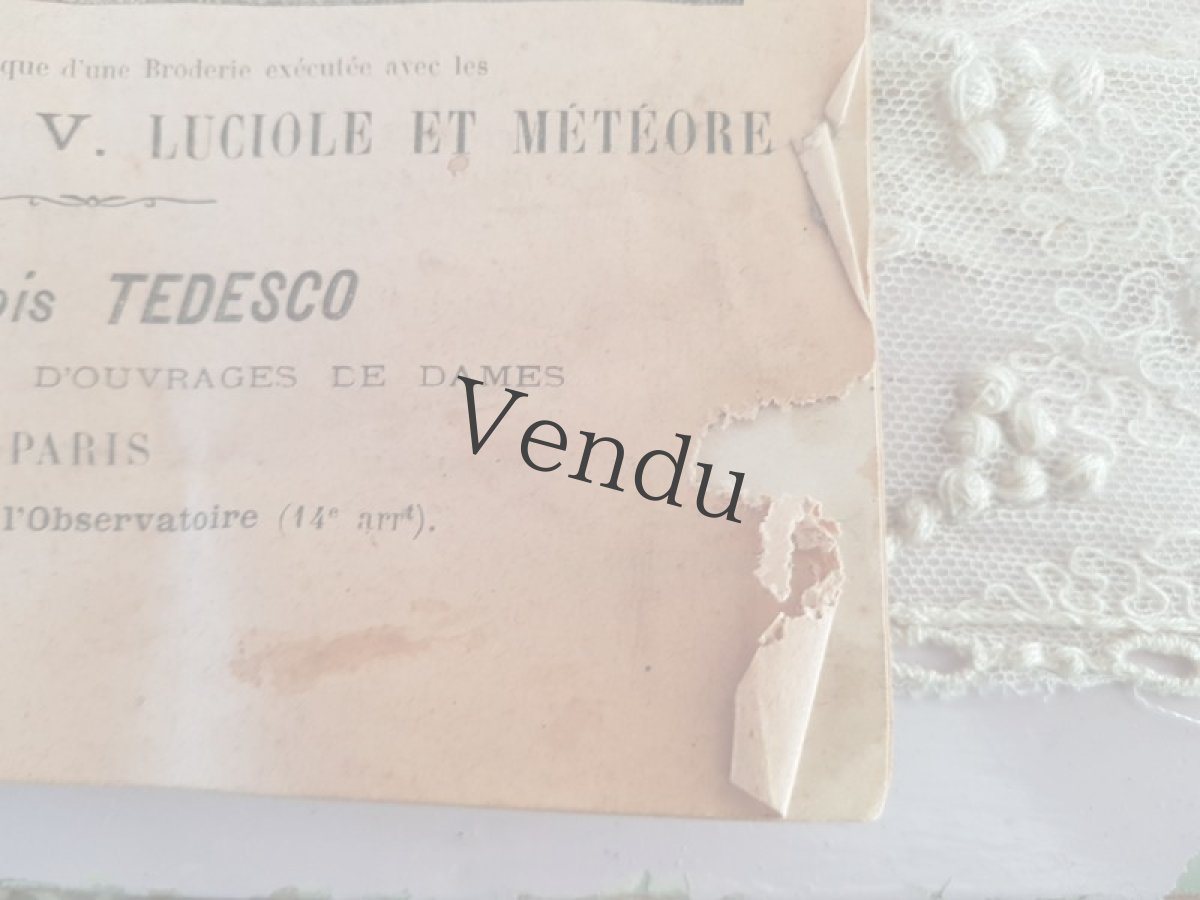 que d'une Broderie exécutée avec les
V. LUCIOLE ET MÉTÉORE
ois TEDESCO
D'OUVRAGES DE DAMES
PARIS
l'Observatoire (14e arrt).
Vendu